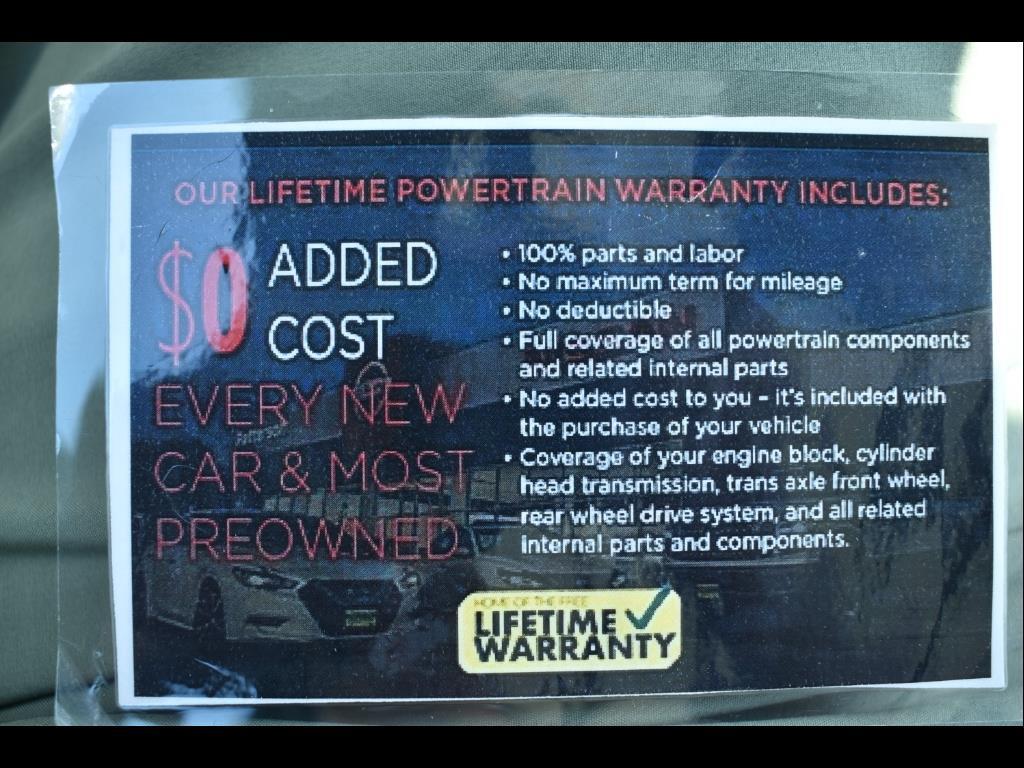 OUR LIFETIME POWERTRAIN WARRANTY INCLUDES:
$0 ADDED
COST
EVERY NEW
CAR & MOST
PREOWNED
• 100% parts and labor
• No maximum term for mileage
• No deductible
• Full coverage of all powertrain components
and related internal parts
• No added cost to you – it's included with
the purchase of your vehicle
• Coverage of your engine block, cylinder
head transmission, trans axle front wheel,
rear wheel drive system, and all related
internal parts and components.
HOME OF THE FREE
LIFETIME
WARRANTY